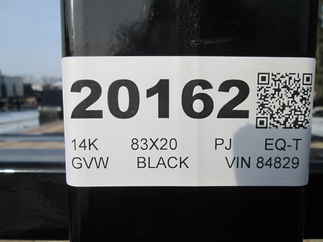 20162
14K 83X20 PJ EQ-T
GVW BLACK VIN 84829